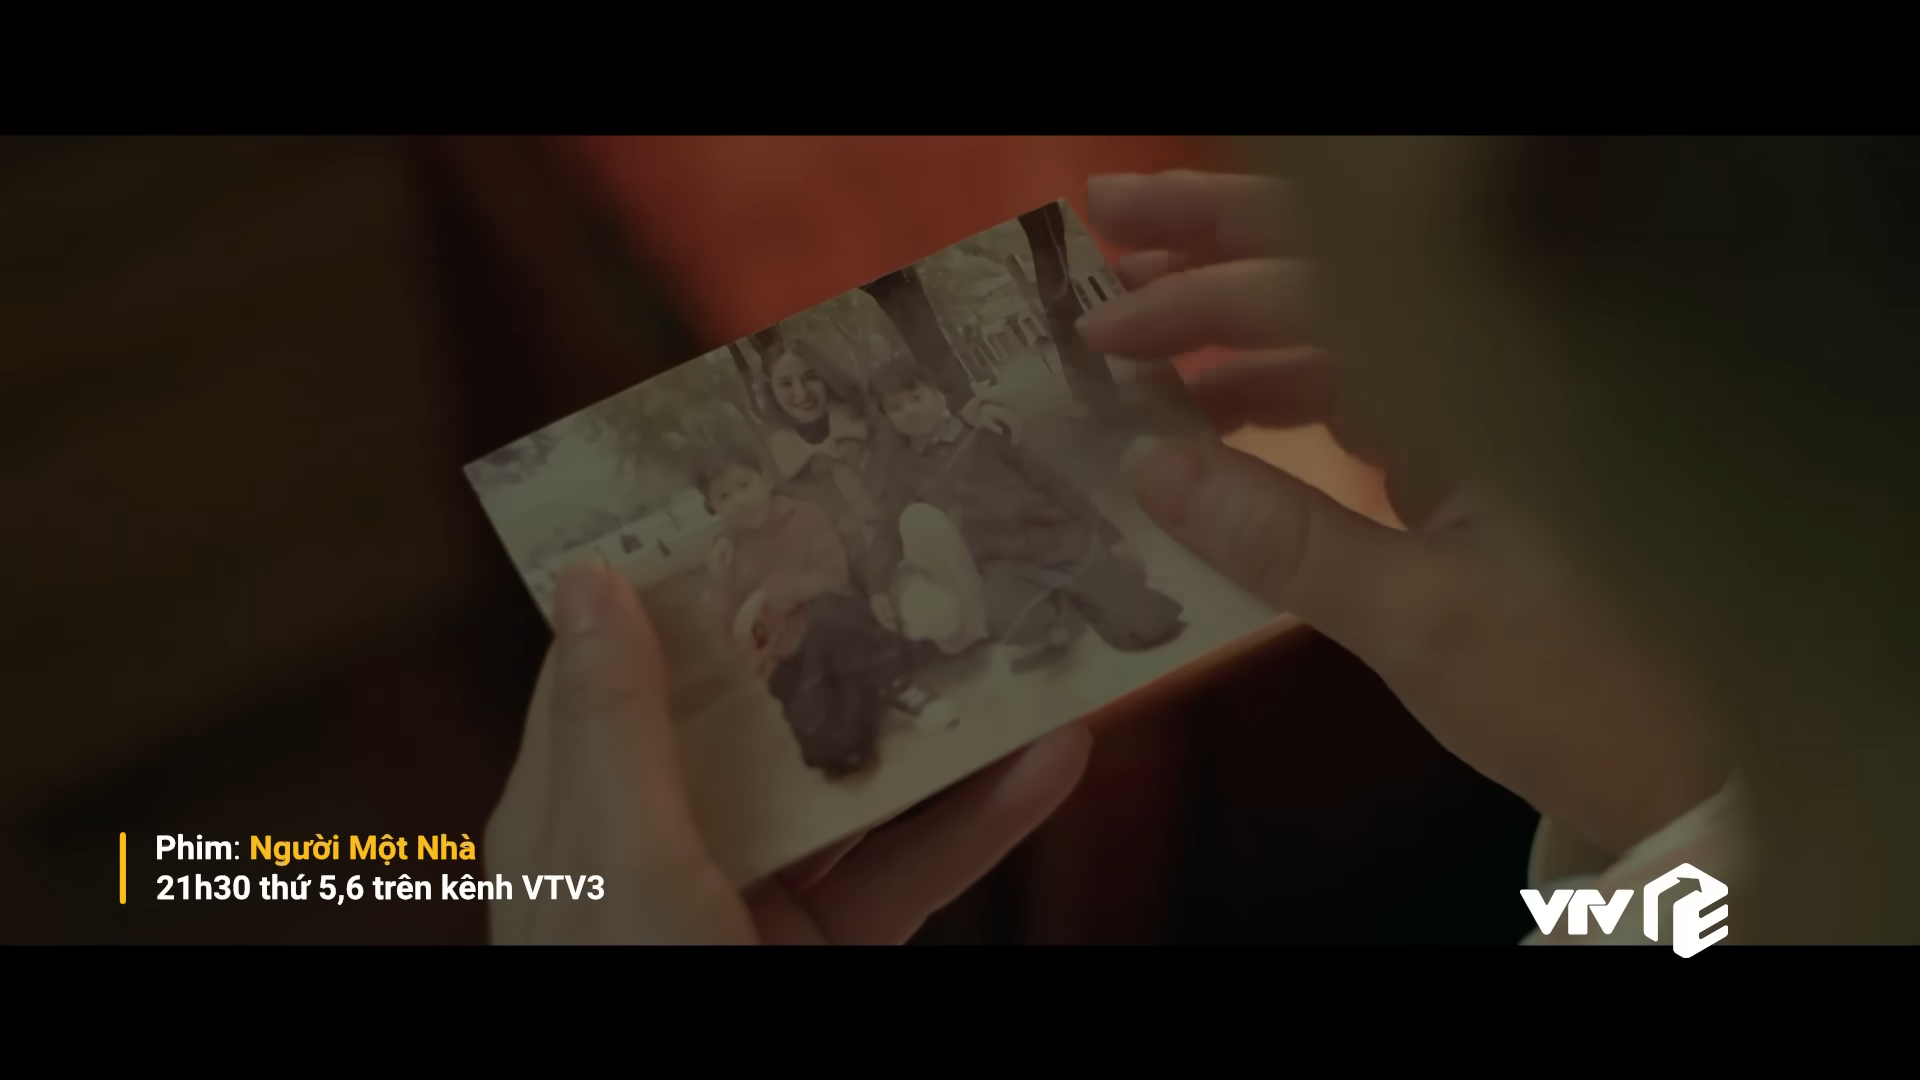 Phim: Người Một Nhà
21h30 thứ 5,6 trên kênh VTV3
VTV